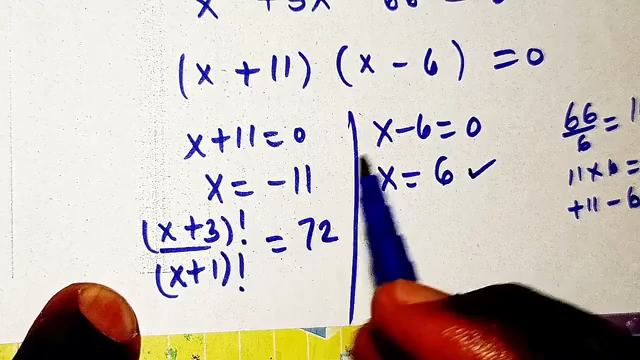 (x + 11) (x - 6) = 0
x + 11 = 0
x = -11
(x + 3)!
(x + 1)!
= 72
x - 6 = 0
x = 6 ✓
66
6
=
11 x 6 =
+11 - 6